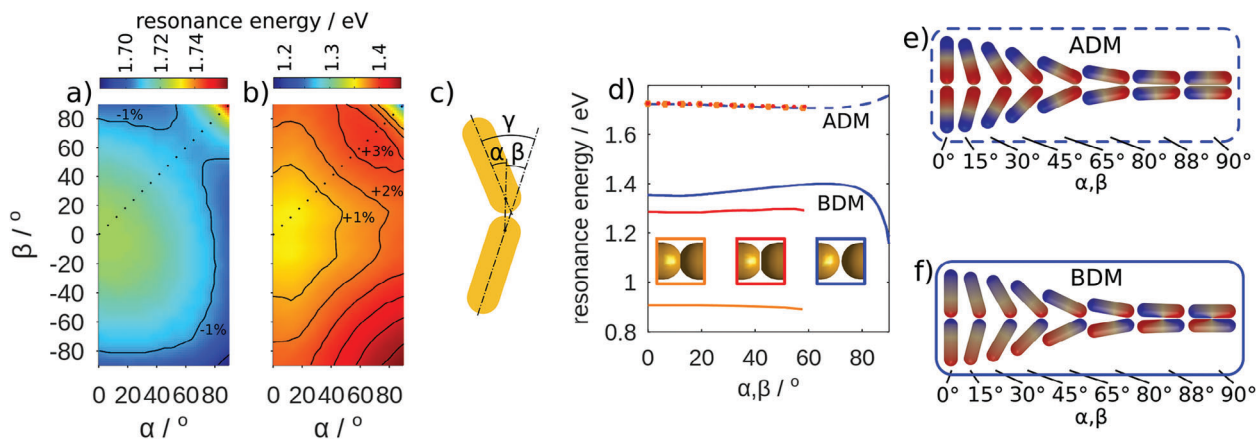 resonance energy / eV
1.70
1.72
1.74
1.2
1.3
1.4
a)
-1%
-1%
80
60
40
20
0
-20
-40
-60
-80
β / °
0
20
40
60
80
α / °
b)
+3%
+2%
+1%
0
20
40
60
80
α / °
c)
γ
α
β
d)
ADM
BDM
resonance energy / eV
1.8
1.6
1.4
1.2
1
0.8
0
20
40
60
80
α,β / °
e)
ADM
0°
15°
30°
45°
65°
80°
88°
90°
α,β
f)
BDM
0°
15°
30°
45°
65°
80°
88°
90°
α,β